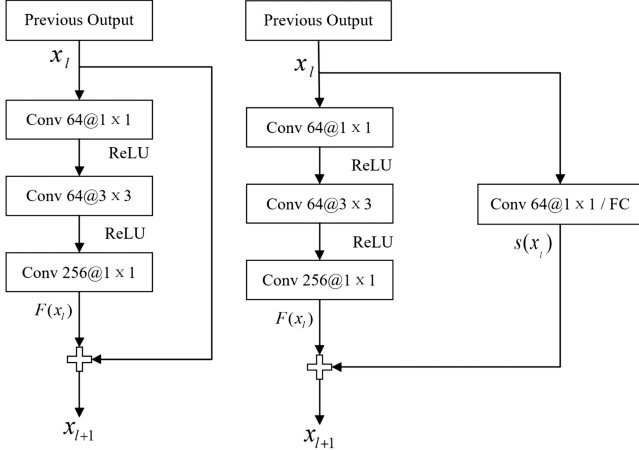 Previous Output
x_l
Conv 64@1×1
ReLU
Conv 64@3×3
ReLU
Conv 256@1×1
F(x_l)
x_{l+1}
Previous Output
x_l
Conv 64@1×1
ReLU
Conv 64@3×3
ReLU
Conv 256@1×1
F(x_l)
x_{l+1}
Conv 64@1×1 / FC
s(x_l)